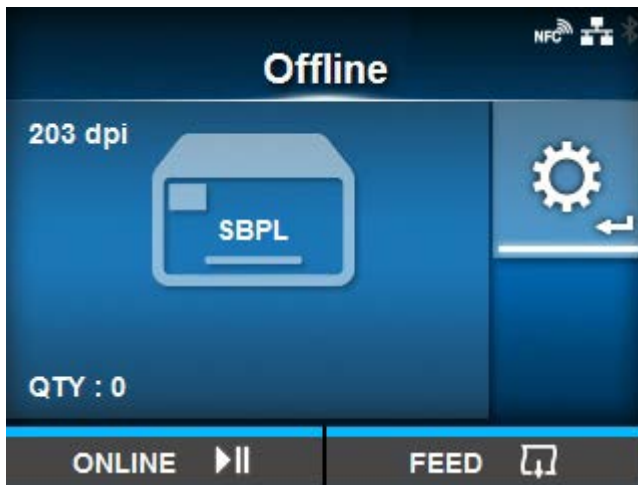 NFC
Offline
203 dpi
SBPL
QTY : 0
ONLINE FEED